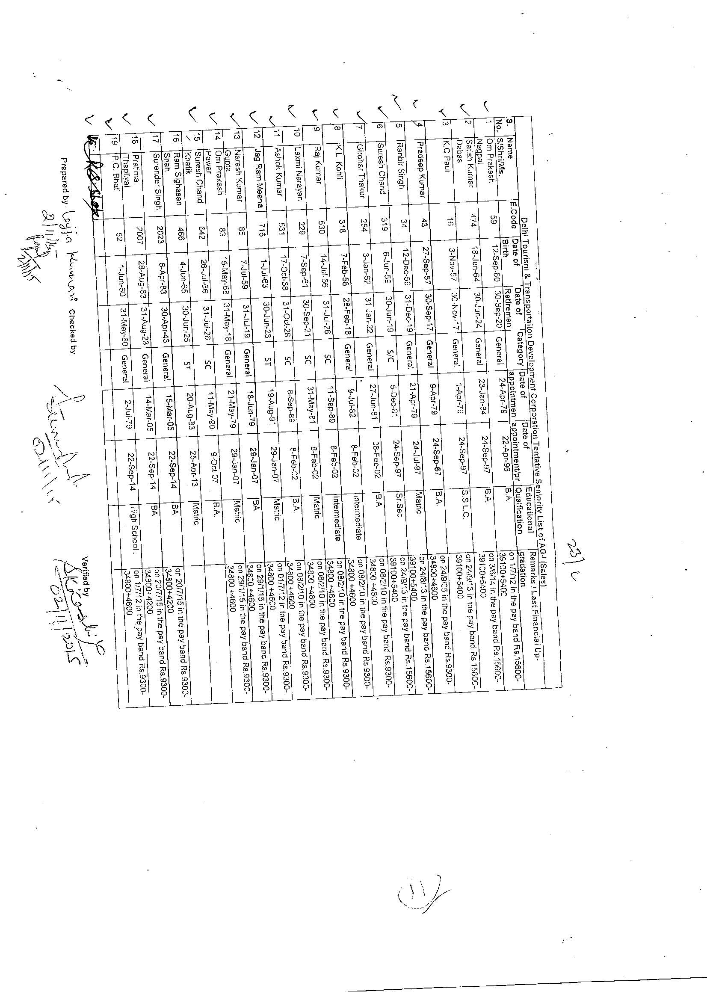 23/2
Delhi Tourism & Transportaiton Development Corporation Tentative Seniority List of AG-I (Sales)
S. Name E.Code Date of Date of Category Date of Date of Educational Remarks / Last Financial Up-
No. S/Shri/Ms. Birth Retiremen appointmen appointment/pr Qualfication gradation
1 Om Prakash 59 12-Sep-60 30-Sep-20 General 24-Apr-79 22-Apr-96 B.A. on 1/7/12 in the pay band Rs.15600-
Nagpal 39100+5400
2 Satish Kumar 474 18-Jun-64 30-Jun-24 General 23-Jan-84 24-Sep-97 B.A. on 3/6/14 in the pay band Rs.15600-
Dabas 39100+5400
3 K.C Paul 16 3-Nov-57 30-Nov-17 General 1-Apr-79 24-Sep-97 S.S.L.C. on 24/9/13 in the pay band Rs.15600-
39100+5400
4 Pradeep Kumar 43 27-Sep-57 30-Sep-17 General 9-Apr-79 24-Sep-67 B.A. on 24/9/05 in the pay band Rs.9300-
34800+4600
5 Ranbir Singh 34 12-Dec-59 31-Dec-19 General 21-Apr-79 24-Jul-97 Matric on 24/8/13 in the pay band Rs.15600-
39100+5400
6 Suresh Chand 319 6-Jun-59 30-Jun-19 S/C 5-Dec-81 24-Sep-97 Sr.Sec. on 24/9/13 in the pay band Rs.15600-
39100+5400
7 Girdhar Thakur 254 3-Jan-62 31-Jan-22 General 27-Jun-81 08-Feb-02 B.A. on 08/2/10 in the pay band Rs.9300-
34800 +4600
8 K.L. Kohli 318 7-Feb-58 28-Feb-18 General 9-Jul-82 8-Feb-02 Intermediate on 08/2/10 in the pay band Rs.9300-
34800 +4600
9 Raj Kumar 530 14-Jul-66 31-Jul-26 SC 11-Sep-89 8-Feb-02 Intermediate on 08/2/10 in the pay band Rs.9300-
34800 +4600
10 Laxmi Narayan 229 7-Sep-61 30-Sep-21 SC 31-May-81 8-Feb-02 Matric on 08/2/10 in the pay band Rs.9300-
34800 +4600
11 Ashok Kumar 531 17-Oct-68 31-Oct-28 SC 8-Sep-89 8-Feb-02 B.A. on 08/2/10 in the pay band Rs.9300-
34800 +4600
12 Jag Ram Meena 716 1-Jul-63 30-Jun-23 ST 19-Aug-91 29-Jan-07 Matric on 01/7/12 in the pay band Rs.9300-
34800 +4600
13 Naresh Kumar 85 7-Jul-59 31-Jul-19 General 18-Jun-79 29-Jan-07 BA on 29/1/15 in the pay band Rs.9300-
Gupta 34800 +4600
14 Om Prakash 83 15-May-58 31-May-18 General 21-May-79 29-Jan-07 Matric on 29/1/15 in the pay band Rs.9300-
Pawar 34800 +4600
15 Suresh Chand 642 26-Jul-66 31-Jul-26 SC 11-May-90 9-Oct-07 B.A.
Khatik
16 Ram Sighasan 466 4-Jun-65 30-Jun-25 ST 20-Aug-83 25-Apr-13 Matric
Shah
17 Surender Singh 2023 6-Apr-83 30-Apr-43 General 15-Mar-05 22-Sep-14 BA on 20/7/15 in the pay band Rs.9300-
34800+4200
18 Pratima 2007 28-Aug-63 31-Aug-23 General 14-Mar-05 22-Sep-14 BA on 20/7/15 in the pay band Rs.9300-
Thapliyal 34800+4200
19 P.C. Bhati 52 1-Jun-60 31-May-60 General 2-Jul-79 22-Sep-14 High School . on 1/7/12 in the pay band Rs.9300-
34800+4600
Prepared by Lajja Kumari Checked by Verified by
2/11/15
2/11/15
02/11/15
02/11/2015
11